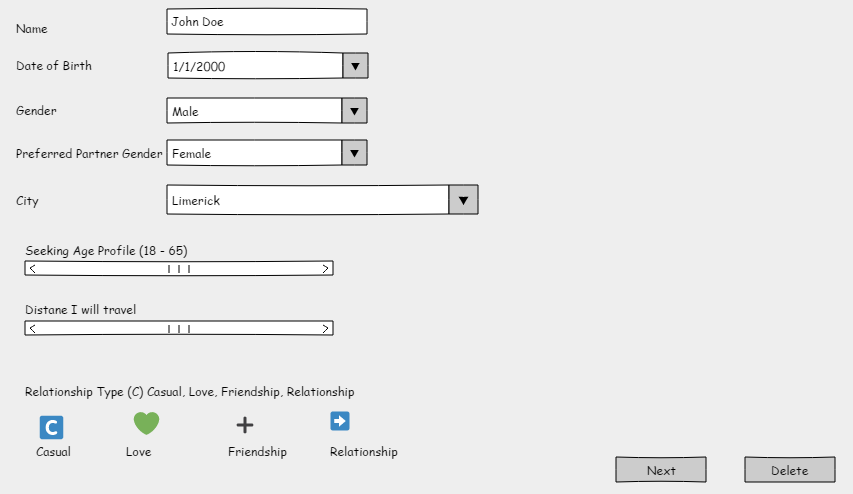 Name John Doe
Date of Birth 1/1/2000
Gender Male
Preferred Partner Gender Female
City Limerick
Seeking Age Profile (18 - 65)
Distane I will travel
Relationship Type (C) Casual, Love, Friendship, Relationship
C
Casual Love Friendship Relationship
Next Delete